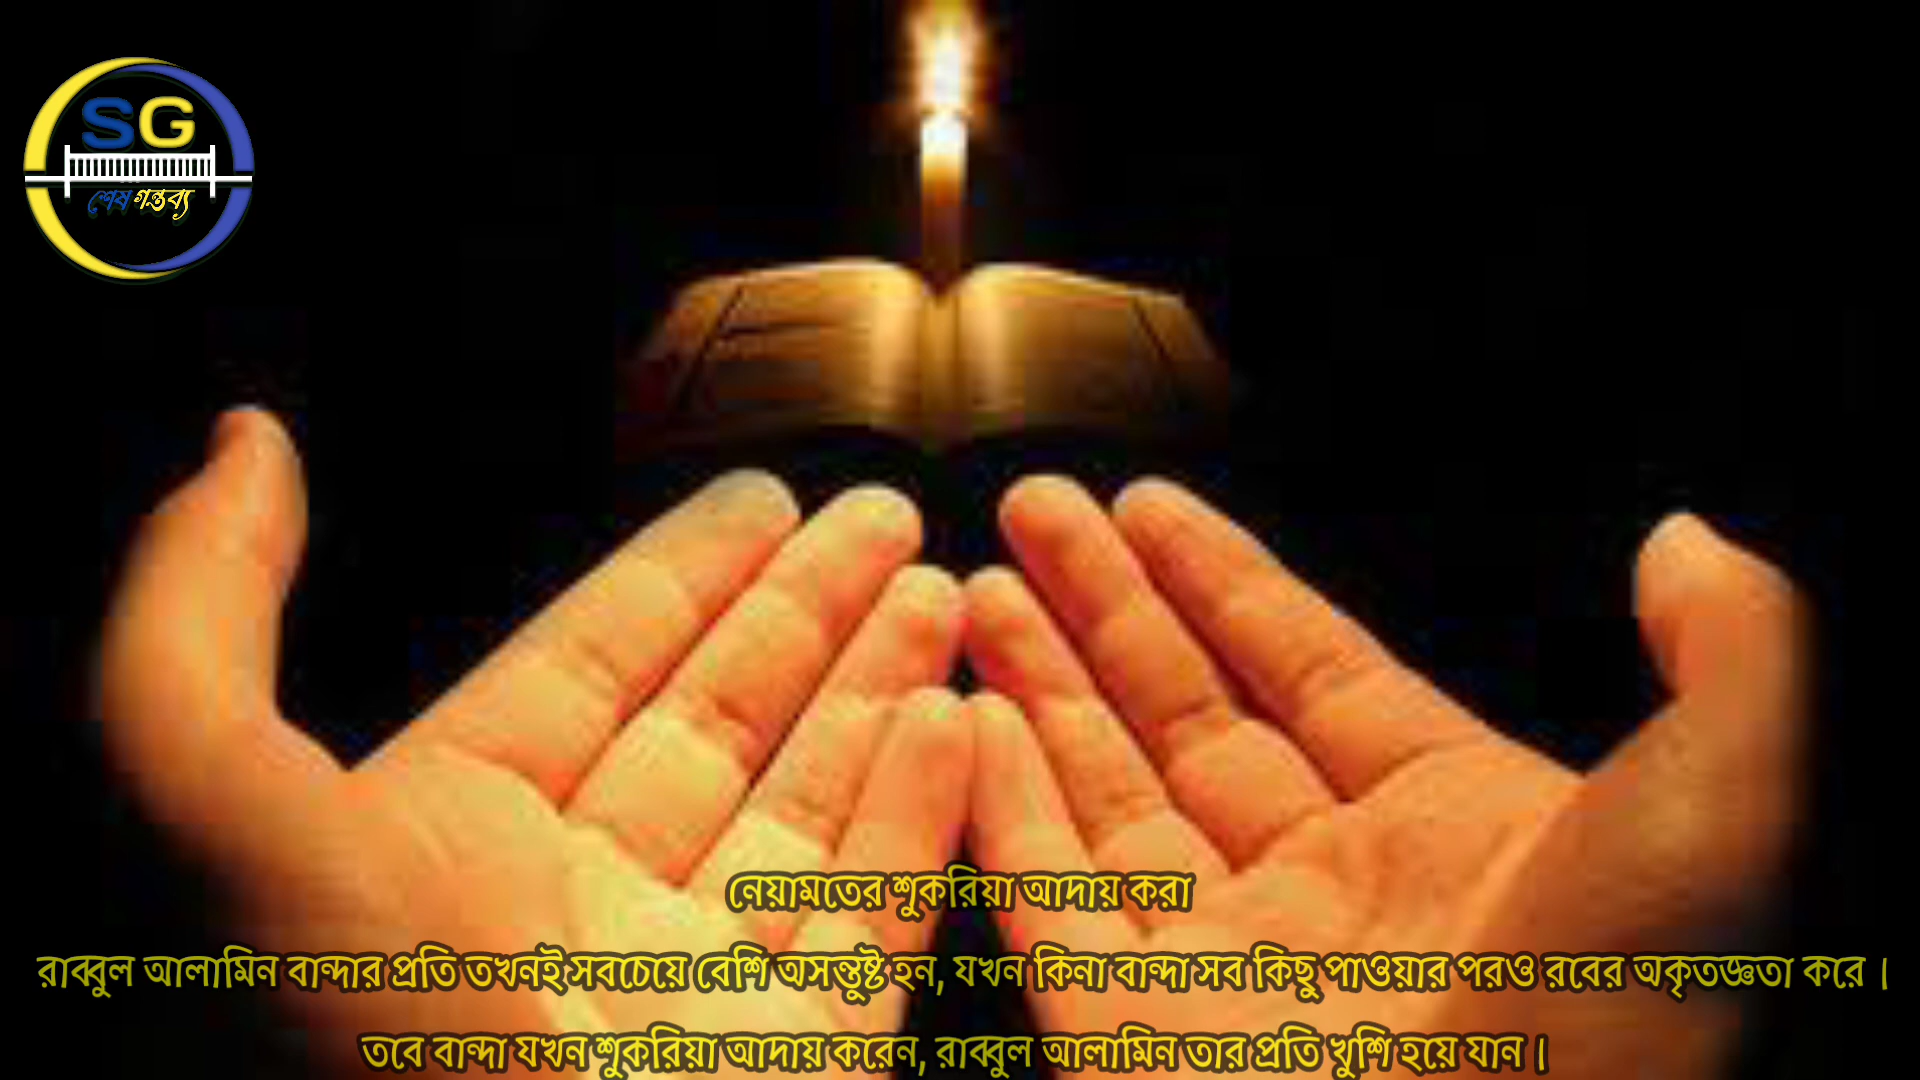 SG
শেষ গন্তব্য
নেয়ামতের শুকরিয়া আদায় করা
রাব্বুল আলামিন বান্দার প্রতি তখনই সবচেয়ে বেশি অসন্তুষ্ট হন, যখন কিনা বান্দা সব কিছু পাওয়ার পরও রবের অকৃতজ্ঞতা করে ।
তবে বান্দা যখন শুকরিয়া আদায় করেন, রাব্বুল আলামিন তার প্রতি খুশি হয়ে যান ।